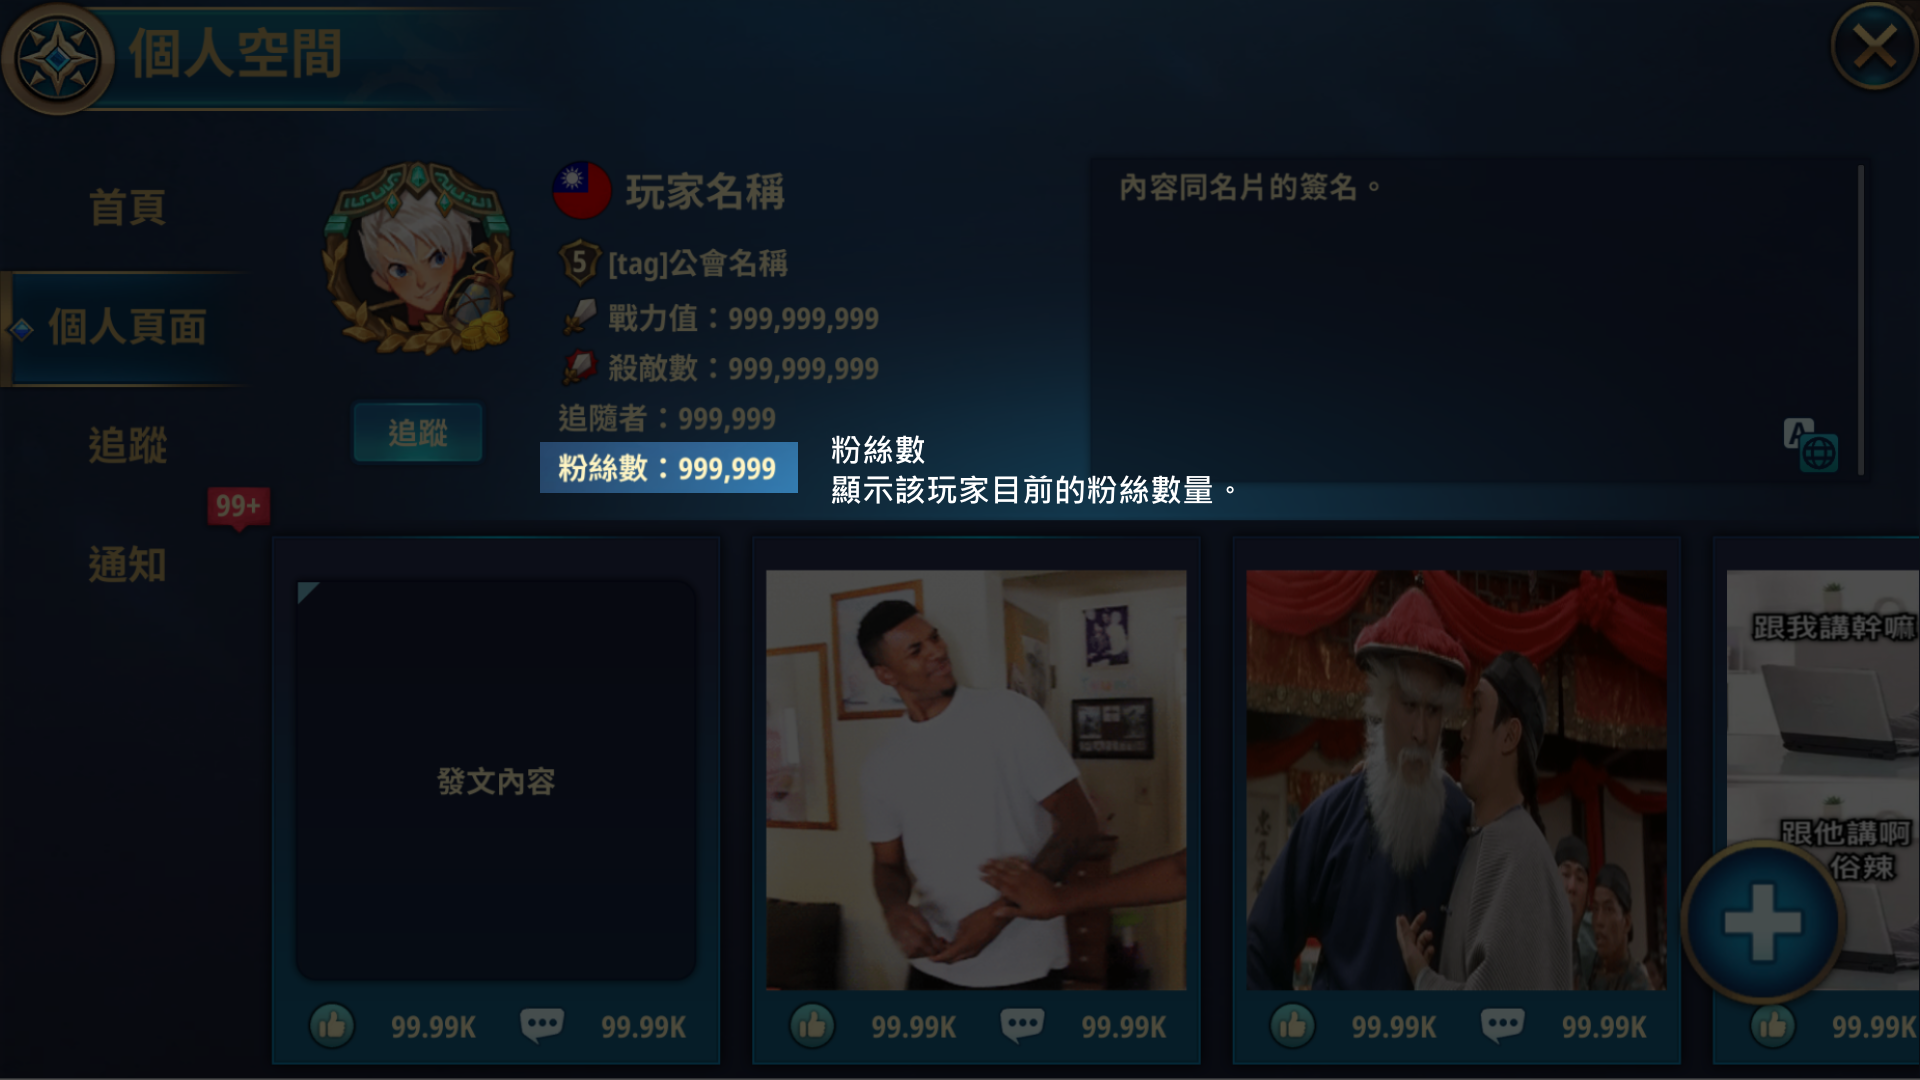 個人空間
首頁
個人頁面
追蹤
99+
通知
玩家名稱
5
[tag]公會名稱
戰力值：999,999,999
殺敵數：999,999,999
追隨者：999,999
粉絲數：999,999
追蹤
粉絲數
顯示該玩家目前的粉絲數量。
內容同名片的簽名。
A
發文內容
跟我講幹嘛
跟他講啊
俗辣
99.99K
99.99K
99.99K
99.99K
99.99K
99.99K
99.99K